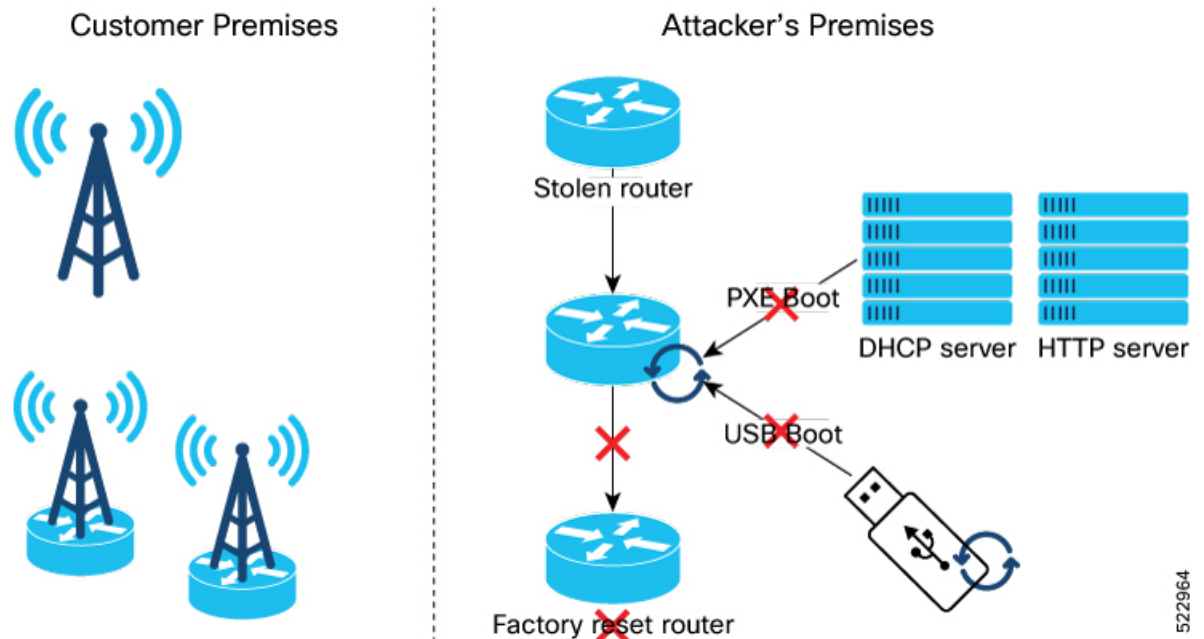 Customer Premises
Attacker's Premises
Stolen router
PXE Boot
DHCP server
HTTP server
USB Boot
Factory reset router
522964